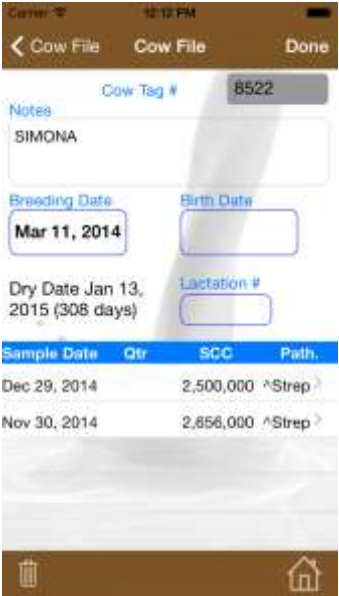 Carrier 12:12 PM
Cow File Cow File Done
Cow Tag # 8522
Notes
SIMONA
Breeding Date Birth Date
Mar 11, 2014
Dry Date Jan 13,
2015 (308 days)
Lactation #
Sample Date Qtr SCC Path.
Dec 29, 2014 2,500,000 ^Strep
Nov 30, 2014 2,656,000 ^Strep